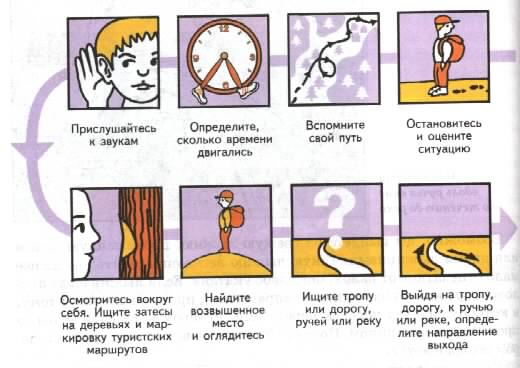 Прислушайтесь
к звукам
Определите,
сколько времени
двигались
Вспомните
свой путь
Остановитесь
и оцените
ситуацию
Осмотритесь вокруг
себя. Ищите затесы
на деревьях и мар-
кировку туристских
маршрутов
Найдите
возвышенное
место
и оглядитесь
?
Ищите тропу
или дорогу,
ручей или реку
Выйдя на тропу,
дорогу, к ручью
или реке, опреде-
лите направление
выхода